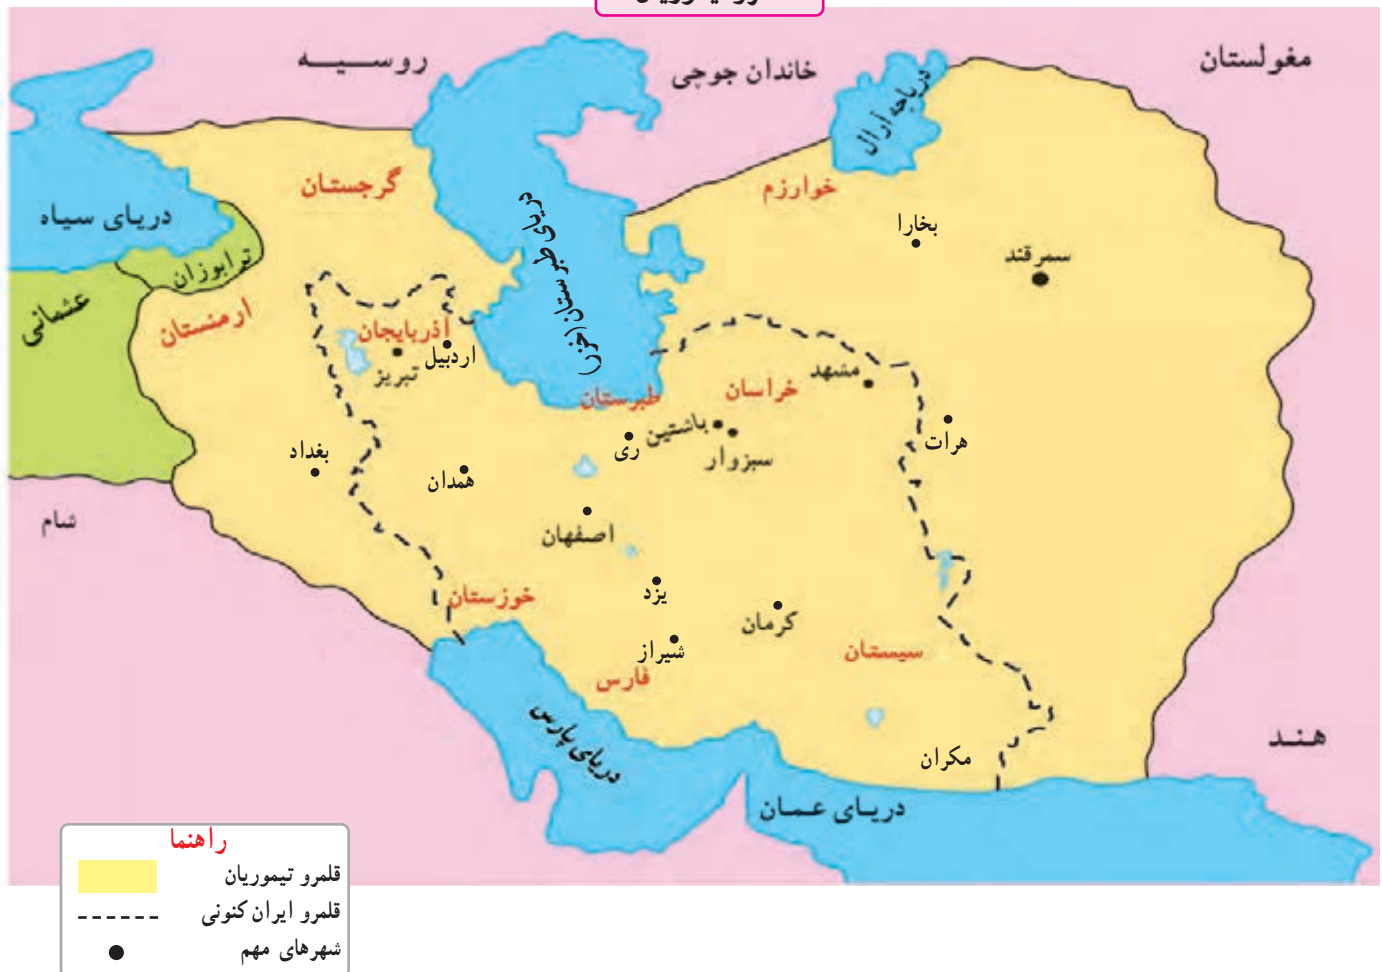 روسیه
خاندان جوچی
مغولستان
دریاچه آرال
گرجستان
خوارزم
بخارا
سمرقند
دریای سیاه
ترابوزان
عثمانی
ارمنستان
دریای طبرستان (خزر)
آذربایجان
اردبیل
تبریز
طبرستان
خراسان
مشهد
باشتین
سبزوار
ری
هرات
بغداد
همدان
اصفهان
شام
یزد
خوزستان
کرمان
شیراز
فارس
سیستان
دریای پارس
مکران
هند
دریای عمان
راهنما
قلمرو تیموریان
قلمرو ایران کنونی
شهرهای مهم